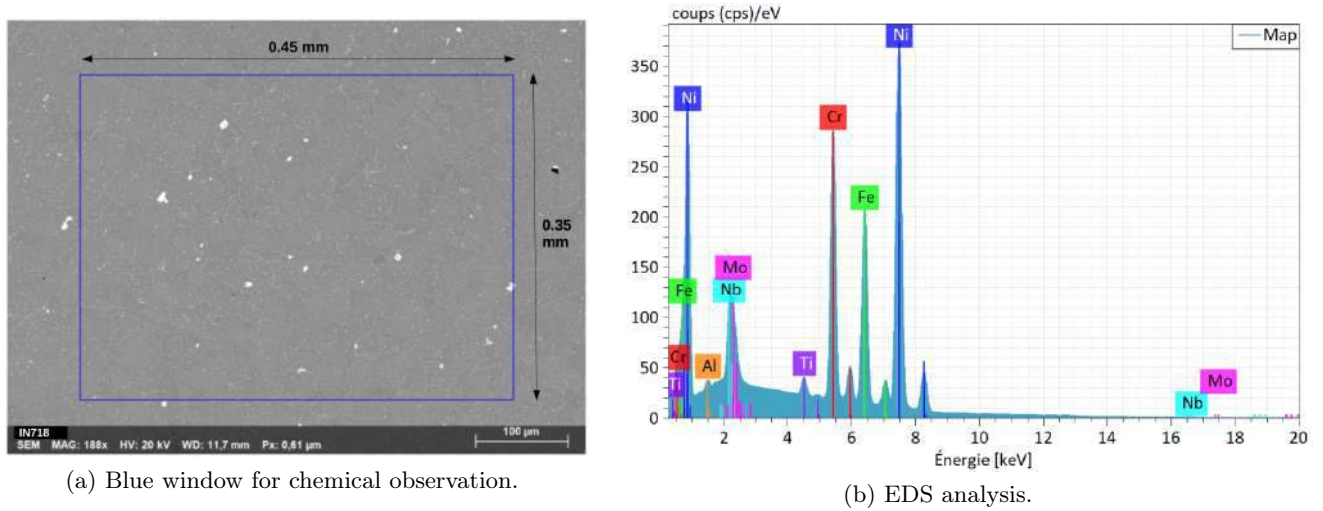 0.45 mm
0.35
mm
IN718
SEM MAG: 188x HV: 20 kV WD: 11,7 mm Px: 0,61 µm
100 µm
(a) Blue window for chemical observation.
coups (cps)/eV
Map
350
300
250
200
150
100
50
0
Ni
Ni
Cr
Fe
Mo
Nb
Fe
Cr
Ti
Al
Ti
Mo
Nb
2
4
6
8
10
12
14
16
18
20
Énergie [keV]
(b) EDS analysis.